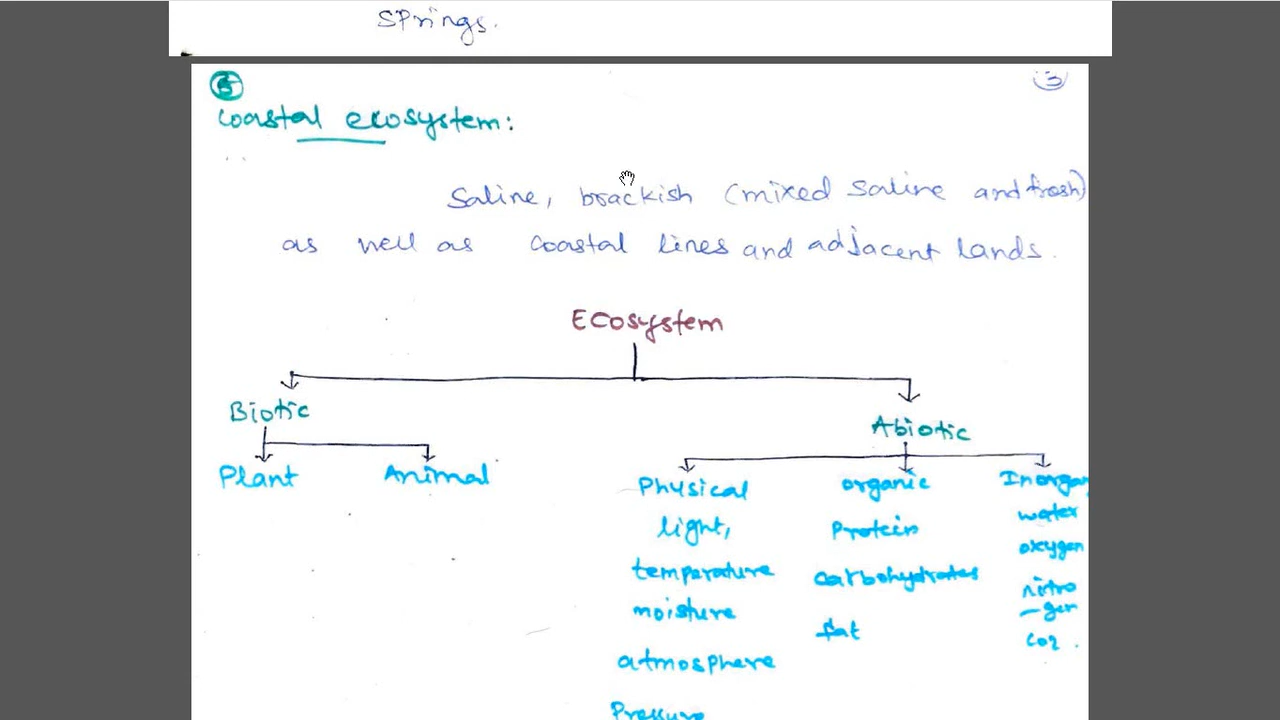 springs.
5
3
Coastal ecosystem:
Saline, brackish (mixed saline and fresh)
as well as coastal lines and adjacent lands.
Ecosystem
Biotic
Abiotic
Plant
Animal
Physical
light,
temperature
moisture
atmosphere
Pressure
organic
Protein
carbohydrates
fat
Inorgan
water
oxygen
nitro
-gen
co2.